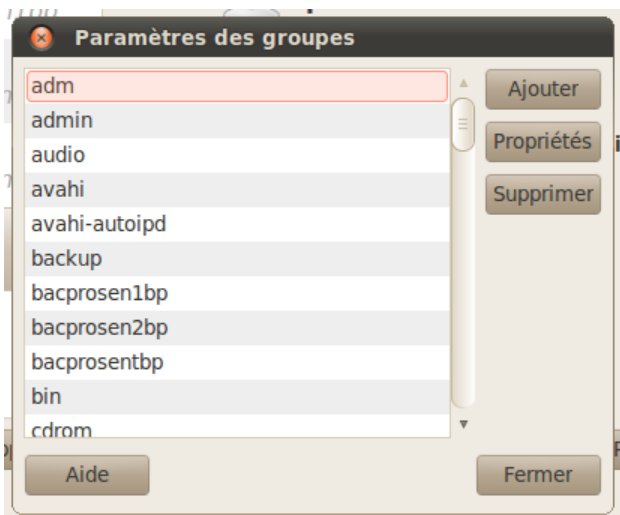 Paramètres des groupes
adm
admin
audio
avahi
avahi-autoipd
backup
bacprosen1bp
bacprosen2bp
bacprosentbp
bin
cdrom
Ajouter
Propriétés
Supprimer
Aide
Fermer